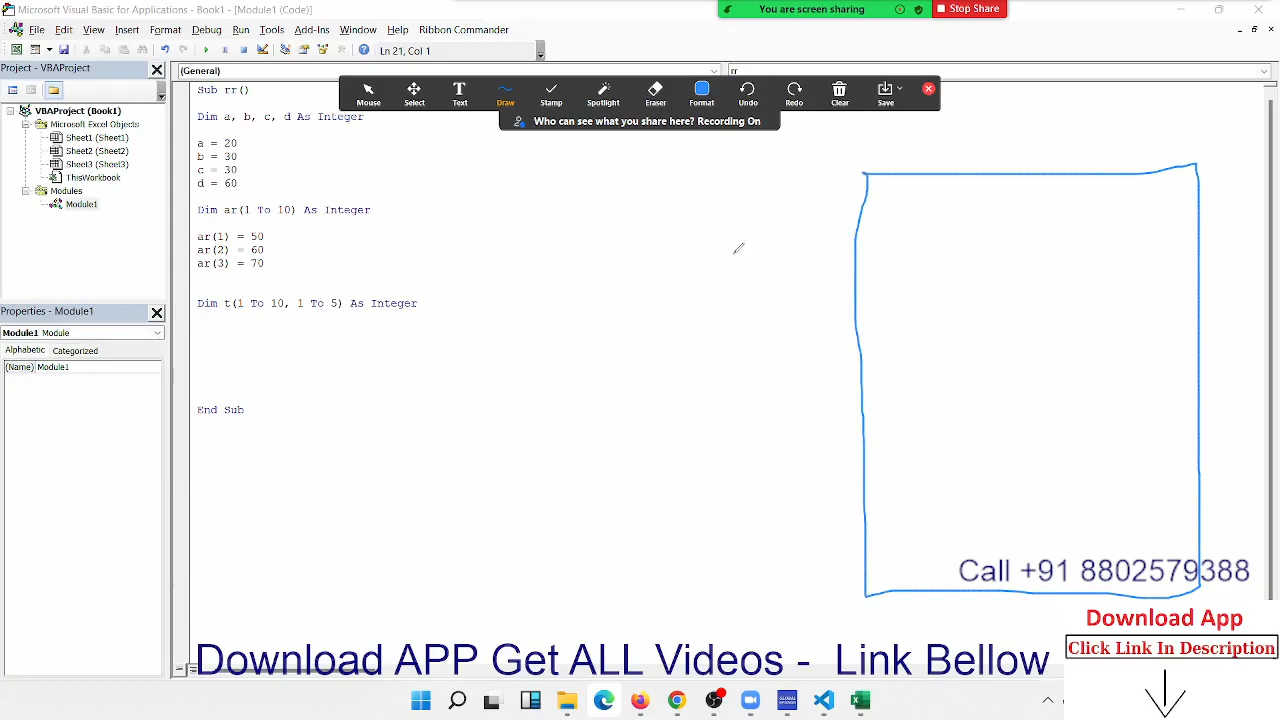 Microsoft Visual Basic for Applications - Book1 - [Module1 (Code)]
You are screen sharing
Stop Share
File Edit View Insert Format Debug Run Tools Add-Ins Window Help Ribbon Commander
Ln 21, Col 1
Project - VBAProject
(General)
rr
VBAProject (Book1)
Microsoft Excel Objects
Sheet1 (Sheet1)
Sheet2 (Sheet2)
Sheet3 (Sheet3)
ThisWorkbook
Modules
Module1
Mouse Select Text Draw Stamp Spotlight Eraser Format Undo Redo Clear Save
Who can see what you share here? Recording On
Sub rr()
Dim a, b, c, d As Integer
a = 20
b = 30
c = 30
d = 60
Dim ar(1 To 10) As Integer
ar(1) = 50
ar(2) = 60
ar(3) = 70
Dim t(1 To 10, 1 To 5) As Integer
End Sub
Properties - Module1
Module1 Module
Alphabetic Categorized
(Name) Module1
Call +91 8802579388
Download App
Click Link In Description
Download APP Get ALL Videos - Link Bellow